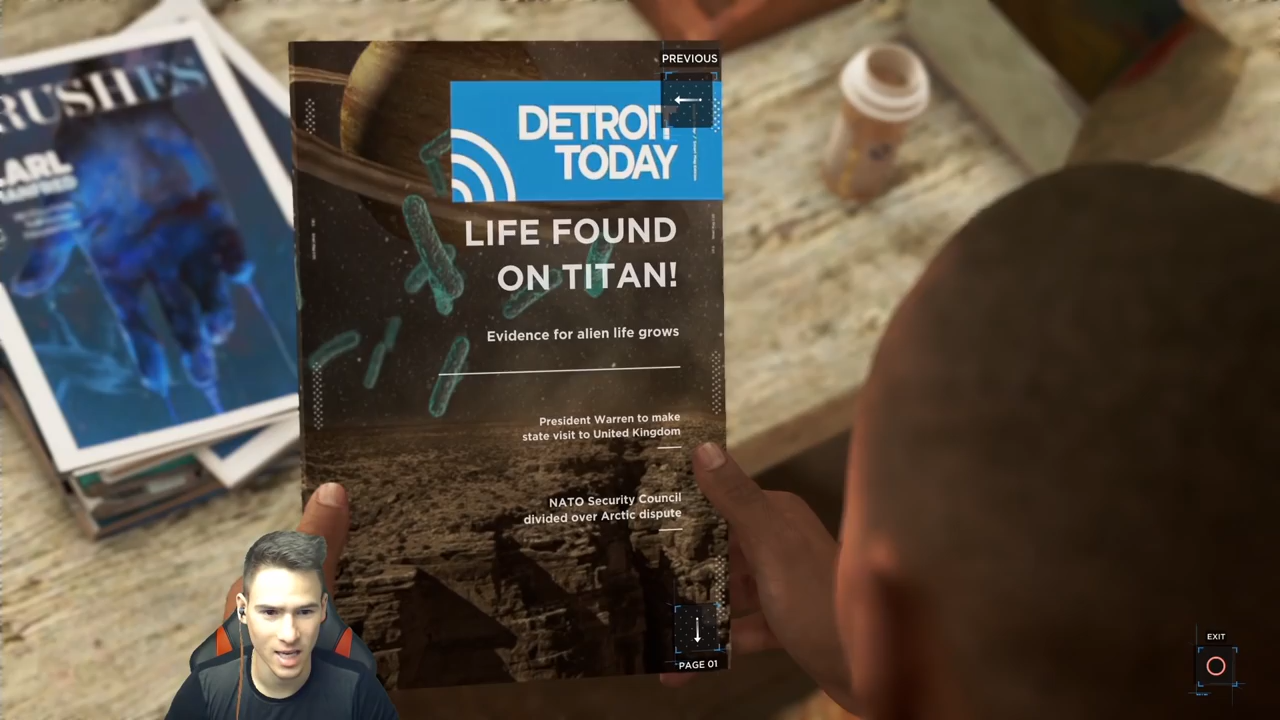 PREVIOUS
RUSHES
DETROIT
TODAY
LIFE FOUND
ON TITAN!
Evidence for alien life grows
President Warren to make
state visit to United Kingdom
NATO Security Council
divided over Arctic dispute
PAGE 01
EXIT